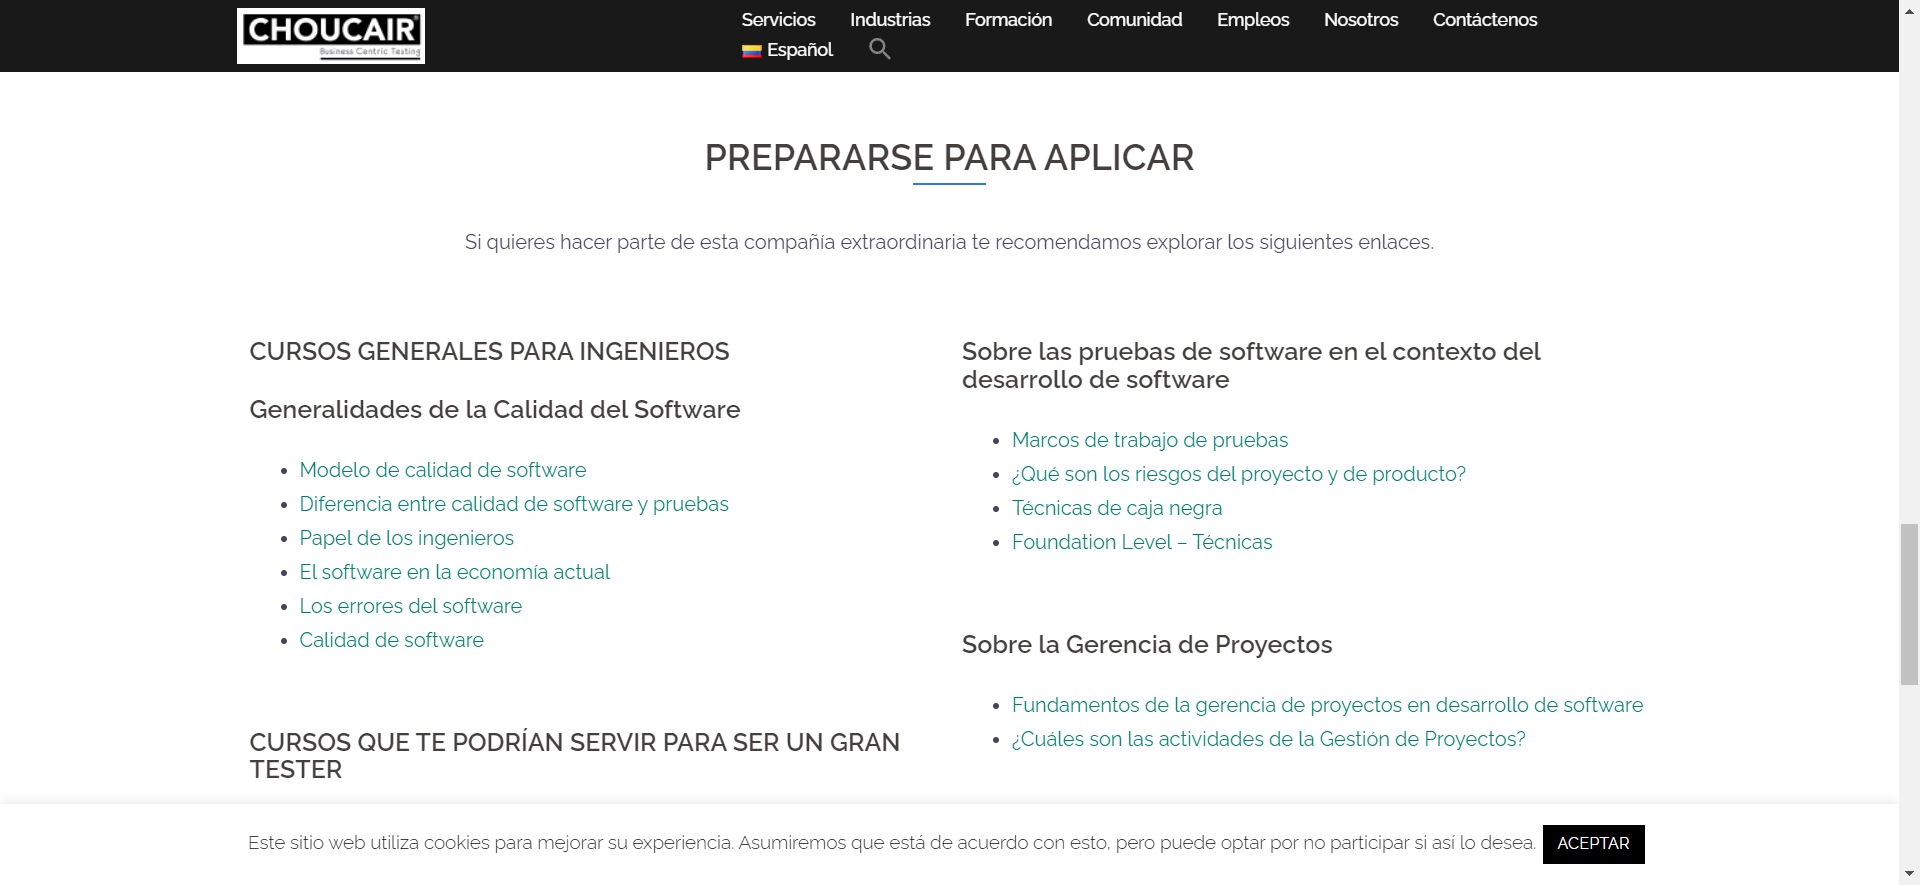 CHOUCAIR®
Business Centric Testing
Servicios Industrias Formación Comunidad Empleos Nosotros Contáctenos
Español
PREPARARSE PARA APLICAR
Si quieres hacer parte de esta compañía extraordinaria te recomendamos explorar los siguientes enlaces.
CURSOS GENERALES PARA INGENIEROS
Generalidades de la Calidad del Software
Modelo de calidad de software
Diferencia entre calidad de software y pruebas
Papel de los ingenieros
El software en la economía actual
Los errores del software
Calidad de software
CURSOS QUE TE PODRÍAN SERVIR PARA SER UN GRAN
TESTER
Sobre las pruebas de software en el contexto del
desarrollo de software
Marcos de trabajo de pruebas
¿Qué son los riesgos del proyecto y de producto?
Técnicas de caja negra
Foundation Level – Técnicas
Sobre la Gerencia de Proyectos
Fundamentos de la gerencia de proyectos en desarrollo de software
¿Cuáles son las actividades de la Gestión de Proyectos?
Este sitio web utiliza cookies para mejorar su experiencia. Asumiremos que está de acuerdo con esto, pero puede optar por no participar si así lo desea. ACEPTAR